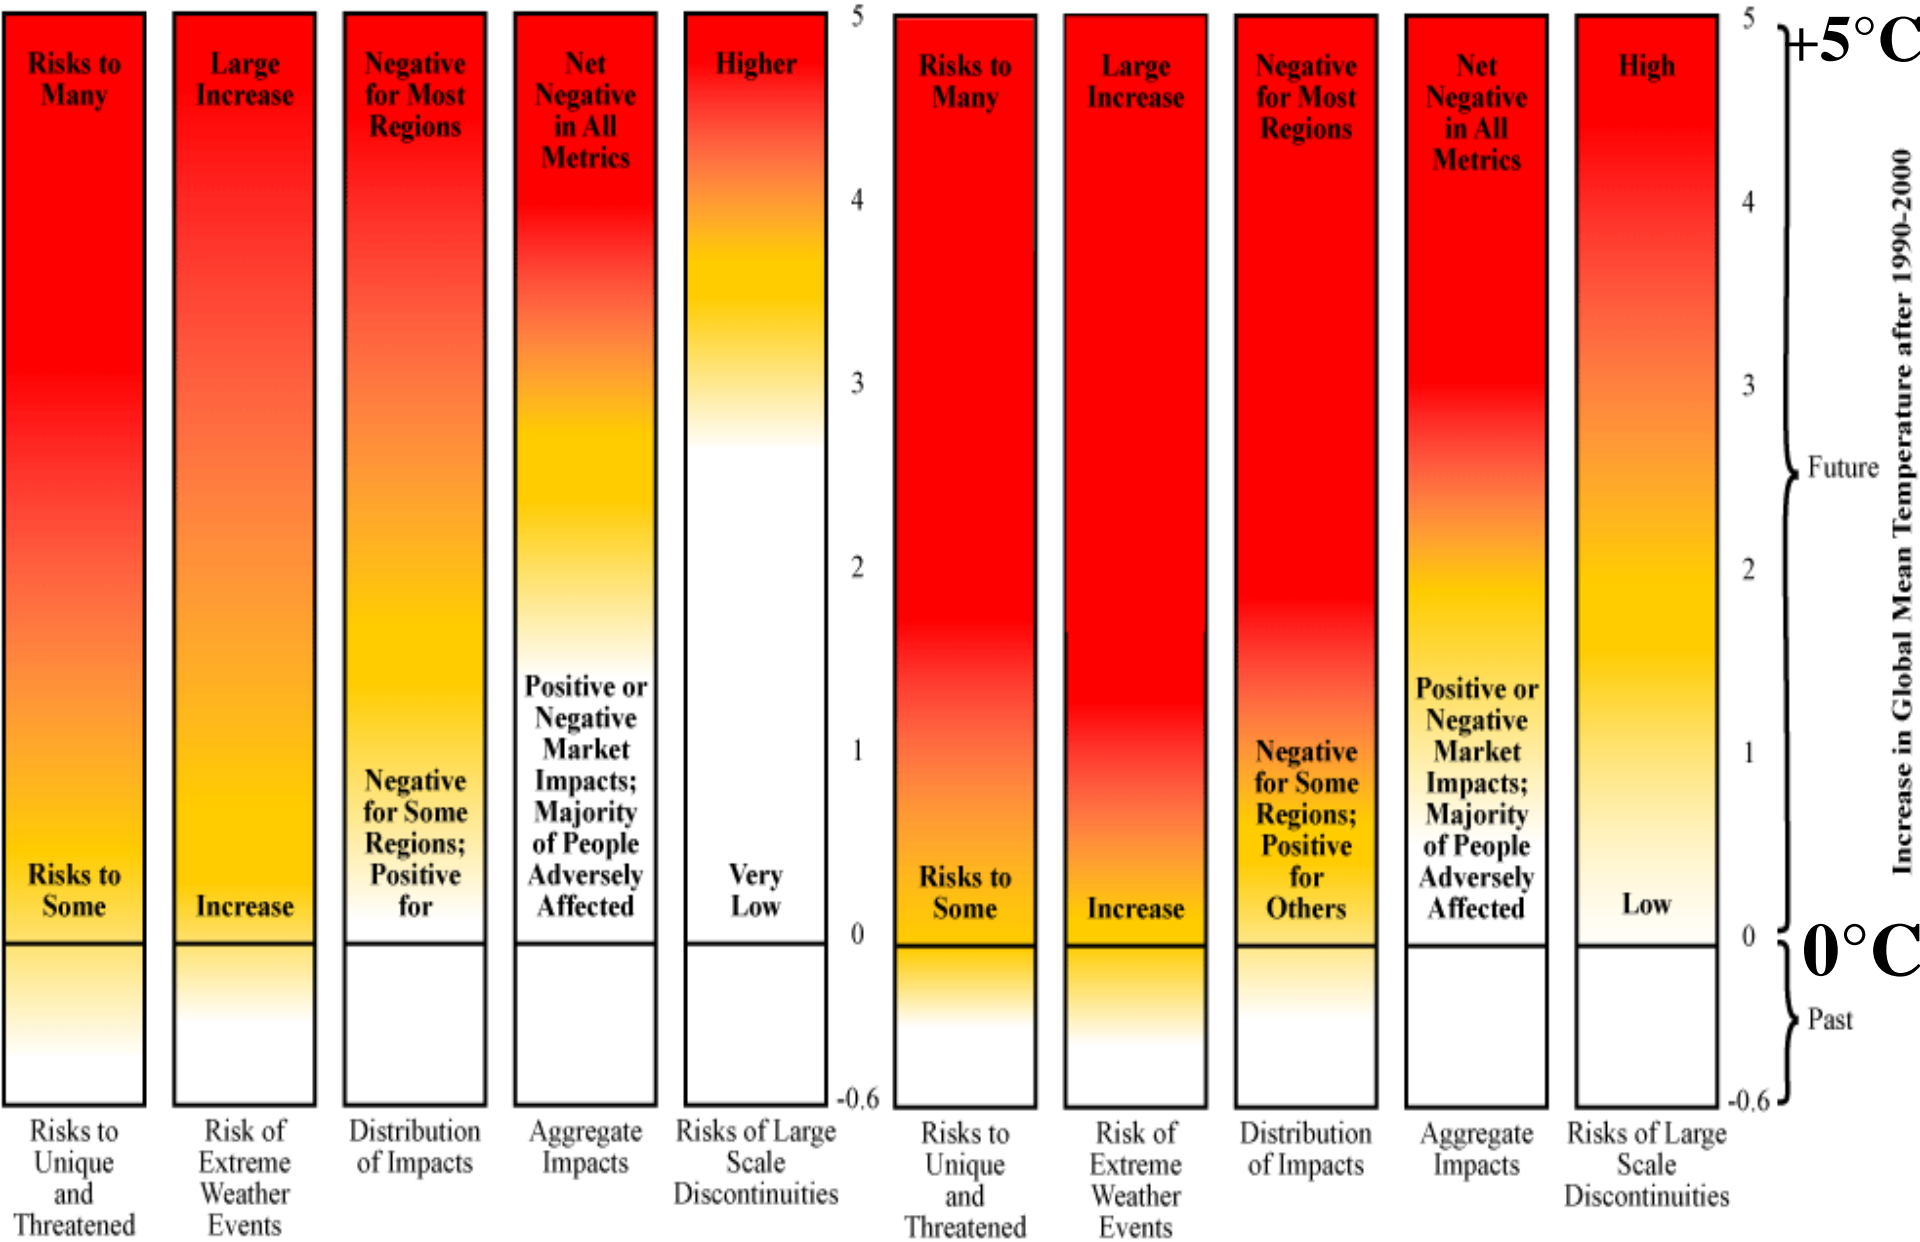 Risks to
Many
Large
Increase
Negative
for Most
Regions
Net
Negative
in All
Metrics
Higher
Risks to
Some
Increase
Negative
for Some
Regions;
Positive
for
Positive or
Negative
Market
Impacts;
Majority
of People
Adversely
Affected
Very
Low
5
4
3
2
1
0
-0.6
Risks to
Unique
and
Threatened
Risk of
Extreme
Weather
Events
Distribution
of Impacts
Aggregate
Impacts
Risks of Large
Scale
Discontinuities
Risks to
Many
Large
Increase
Negative
for Most
Regions
Net
Negative
in All
Metrics
High
Risks to
Some
Increase
Negative
for Some
Regions;
Positive
for
Others
Positive or
Negative
Market
Impacts;
Majority
of People
Adversely
Affected
Low
5
4
3
2
1
0
-0.6
Risks to
Unique
and
Threatened
Risk of
Extreme
Weather
Events
Distribution
of Impacts
Aggregate
Impacts
Risks of Large
Scale
Discontinuities
+5°C
Future
0°C
Past
Increase in Global Mean Temperature after 1990-2000